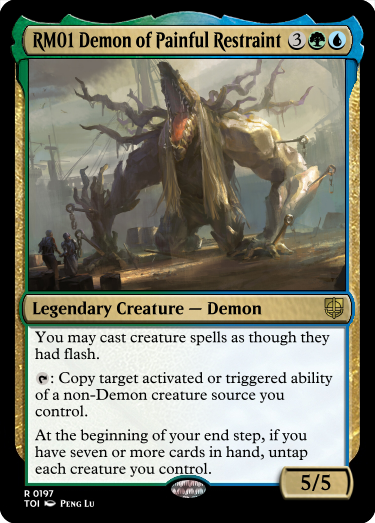 RM01 Demon of Painful Restraint 3
Legendary Creature — Demon
You may cast creature spells as though they
had flash.
: Copy target activated or triggered ability
of a non-Demon creature source you
control.
At the beginning of your end step, if you
have seven or more cards in hand, untap
each creature you control.
5/5
R 0197
TOI Peng Lu